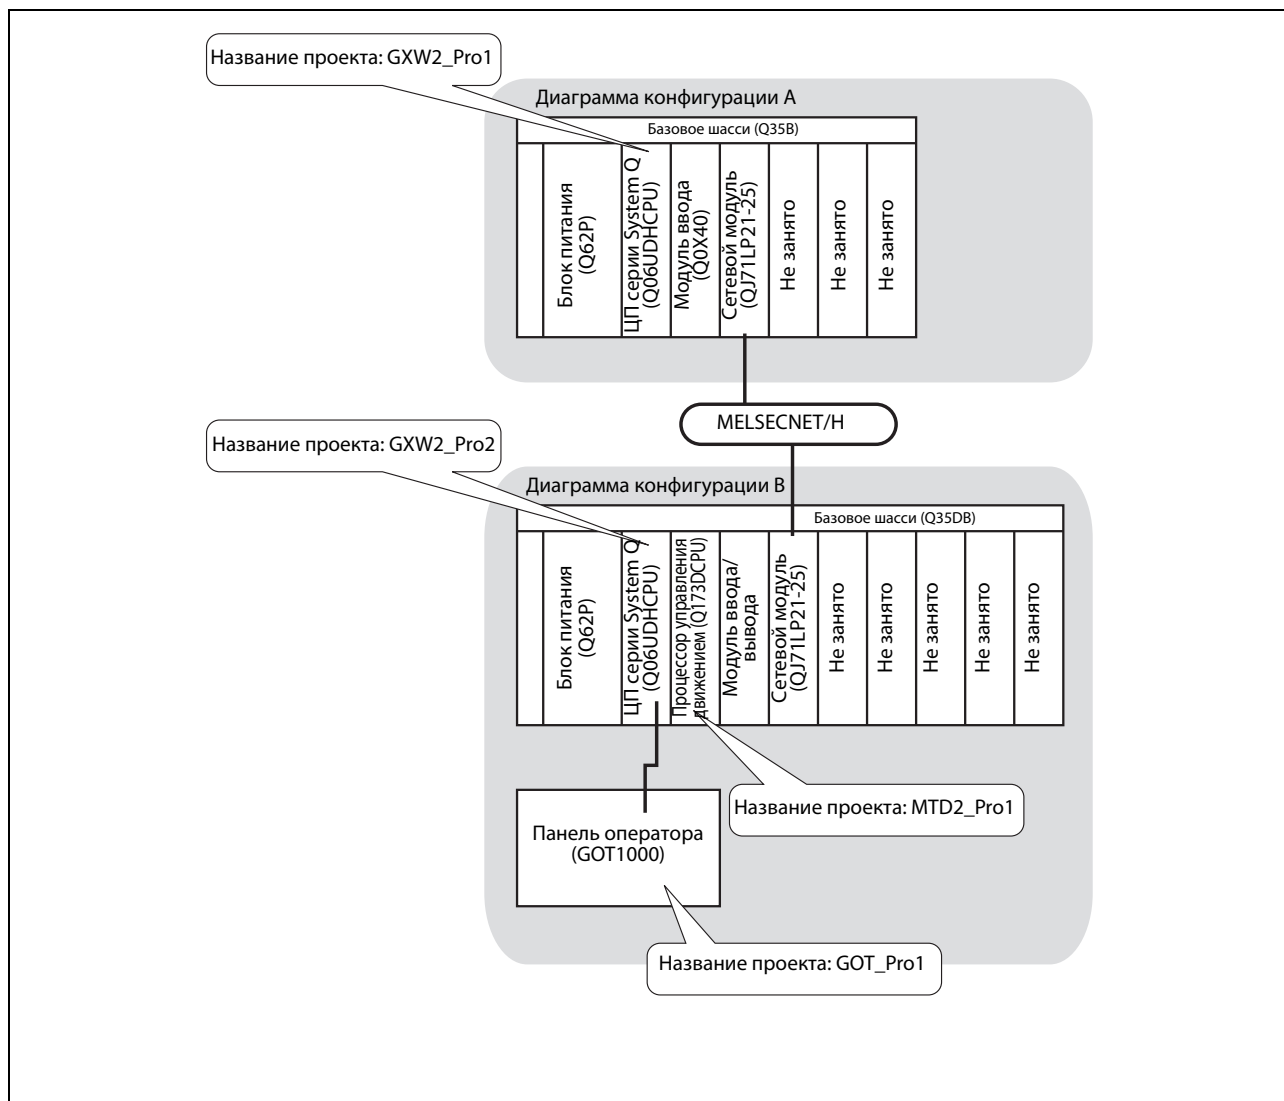 Название проекта: GXW2_Pro1
Диаграмма конфигурации A
Базовое шасси (Q35B)
Блок питания
(Q62P)
ЦП серии System Q
(Q06UDHCPU)
Модуль ввода
(Q0X40)
Сетевой модуль
(QJ71LP21-25)
Не занято
Не занято
Не занято
MELSECNET/H
Название проекта: GXW2_Pro2
Диаграмма конфигурации B
Базовое шасси (Q35DB)
Блок питания
(Q62P)
ЦП серии System Q
(Q06UDHCPU)
Процессор управления
движением (Q173DCPU)
Модуль ввода/
вывода
Сетевой модуль
(QJ71LP21-25)
Не занято
Не занято
Не занято
Не занято
Не занято
Название проекта: MTD2_Pro1
Панель оператора
(GOT1000)
Название проекта: GOT_Pro1